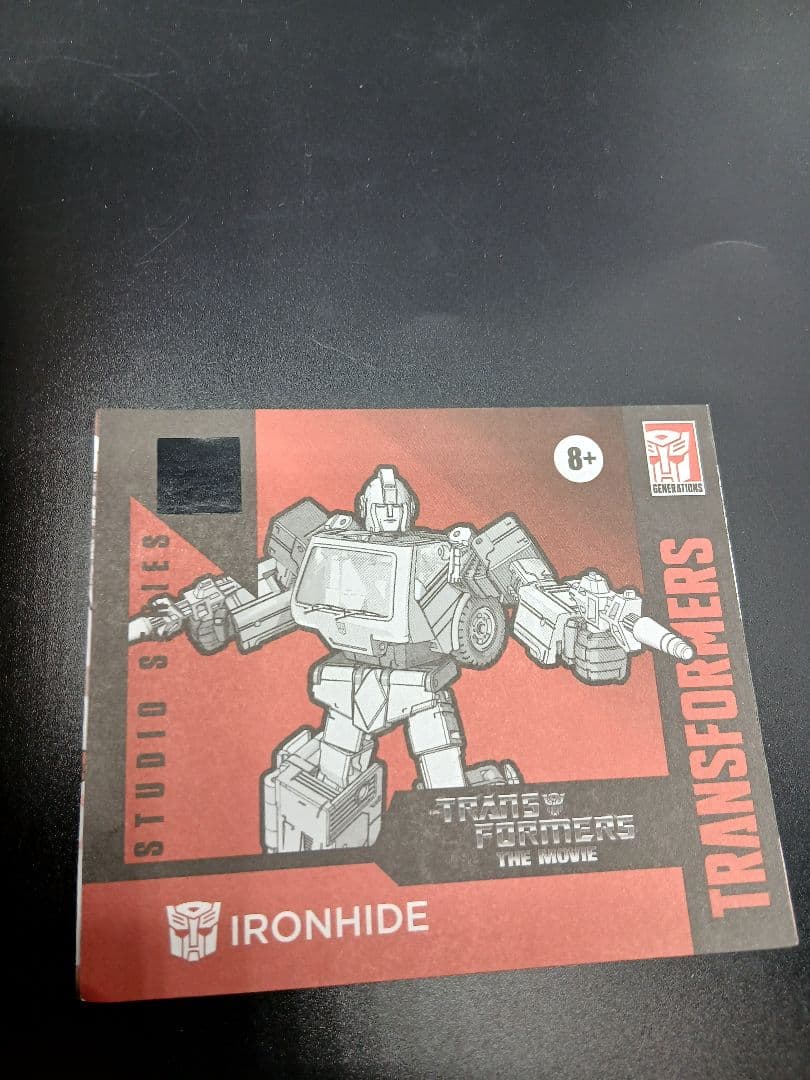 8+
GENERATIONS
STUDIO SERIES
TRANSFORMERS
TRANS
FORMERS
THE MOVIE
IRONHIDE